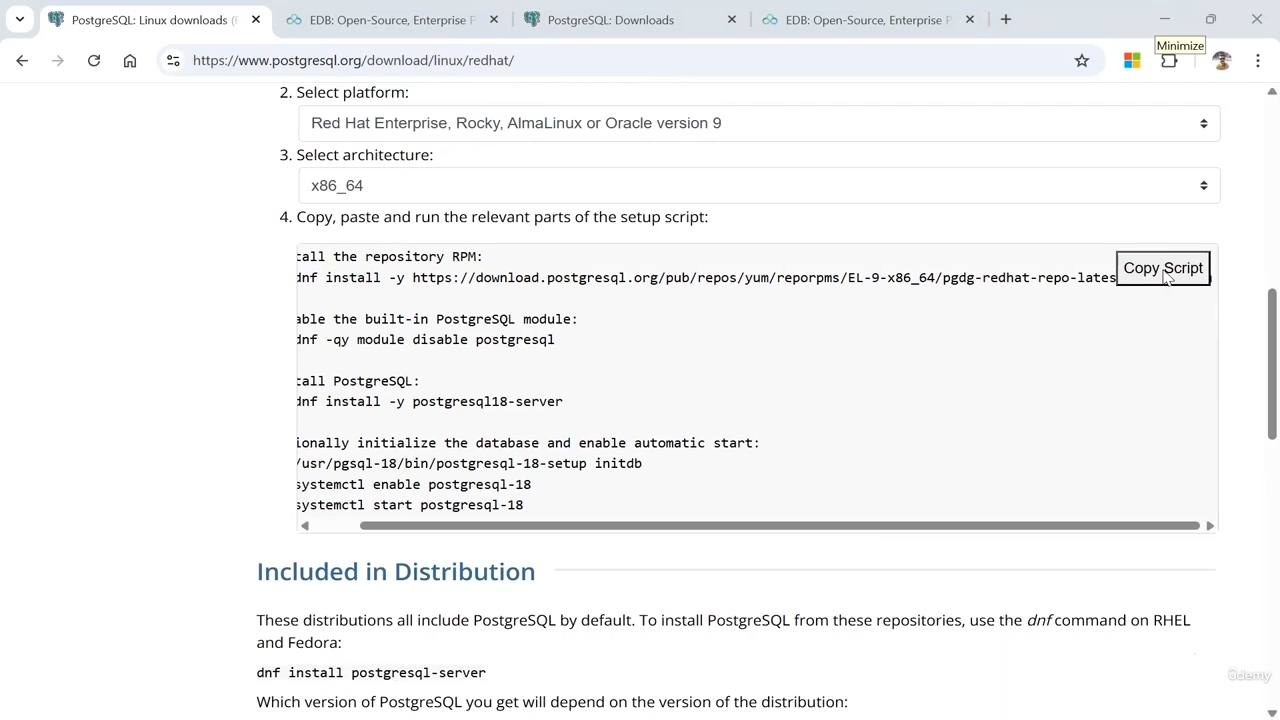 PostgreSQL: Linux downloads (
EDB: Open-Source, Enterprise P
PostgreSQL: Downloads
EDB: Open-Source, Enterprise P
Minimize
https://www.postgresql.org/download/linux/redhat/
2. Select platform:
Red Hat Enterprise, Rocky, AlmaLinux or Oracle version 9
3. Select architecture:
x86_64
4. Copy, paste and run the relevant parts of the setup script:
tall the repository RPM:
Copy Script
dnf install -y https://download.postgresql.org/pub/repos/yum/reporpms/EL-9-x86_64/pgdg-redhat-repo-lates
able the built-in PostgreSQL module:
dnf -qy module disable postgresql
tall PostgreSQL:
dnf install -y postgresql18-server
ionally initialize the database and enable automatic start:
/usr/pgsql-18/bin/postgresql-18-setup initdb
systemctl enable postgresql-18
systemctl start postgresql-18
Included in Distribution
These distributions all include PostgreSQL by default. To install PostgreSQL from these repositories, use the dnf command on RHEL
and Fedora:
dnf install postgresql-server
Which version of PostgreSQL you get will depend on the version of the distribution:
ûdemy